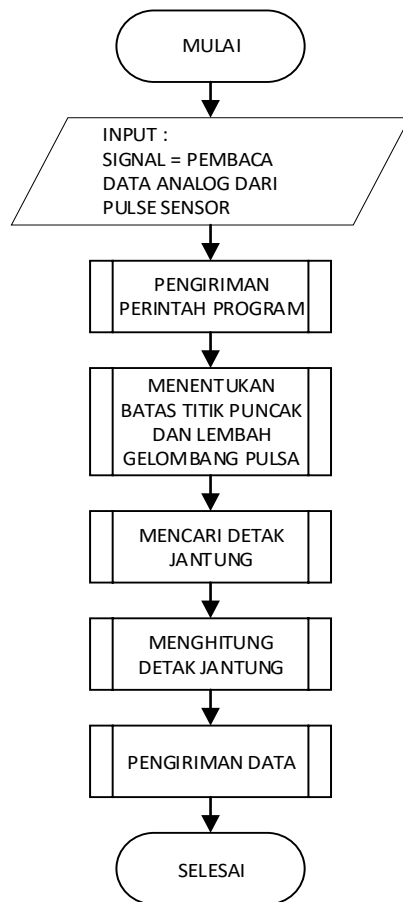 MULAI
INPUT :
SIGNAL = PEMBACA
DATA ANALOG DARI
PULSE SENSOR
PENGIRIMAN
PERINTAH PROGRAM
MENENTUKAN
BATAS TITIK PUNCAK
DAN LEMBAH
GELOMBANG PULSA
MENCARI DETAK
JANTUNG
MENGHITUNG
DETAK JANTUNG
PENGIRIMAN DATA
SELESAI